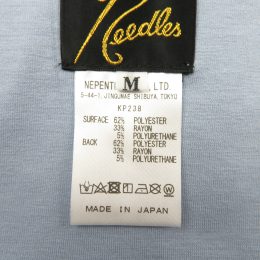 Needles
NEPENTH M , LTD.
5-44-1, JINGUMAE SHIBUYA, TOKYO
KP238
SURFACE 62% POLYESTER
33% RAYON
5% POLYURETHANE
BACK 62% POLYESTER
33% RAYON
5% POLYURETHANE
MADE IN JAPAN